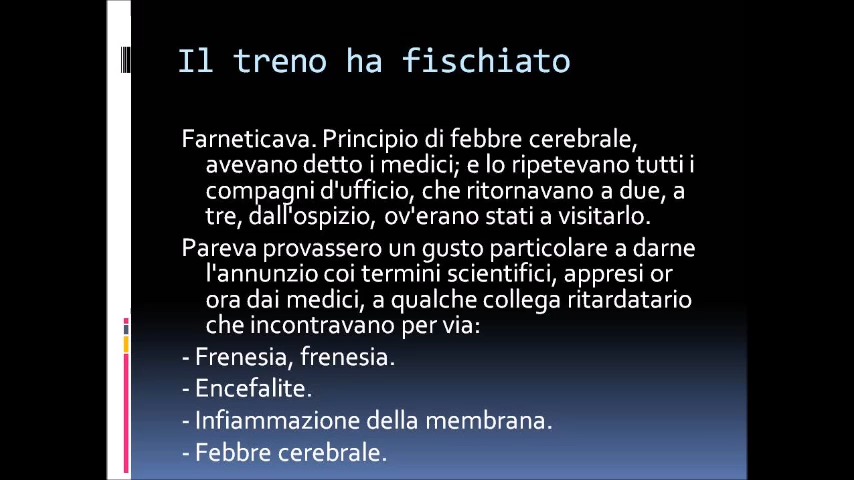 Il treno ha fischiato
Farneticava. Principio di febbre cerebrale,
avevano detto i medici; e lo ripetevano tutti i
compagni d'ufficio, che ritornavano a due, a
tre, dall'ospizio, ov'erano stati a visitarlo.
Pareva provassero un gusto particolare a darne
l'annunzio coi termini scientifici, appresi or
ora dai medici, a qualche collega ritardatario
che incontravano per via:
- Frenesia, frenesia.
- Encefalite.
- Infiammazione della membrana.
- Febbre cerebrale.